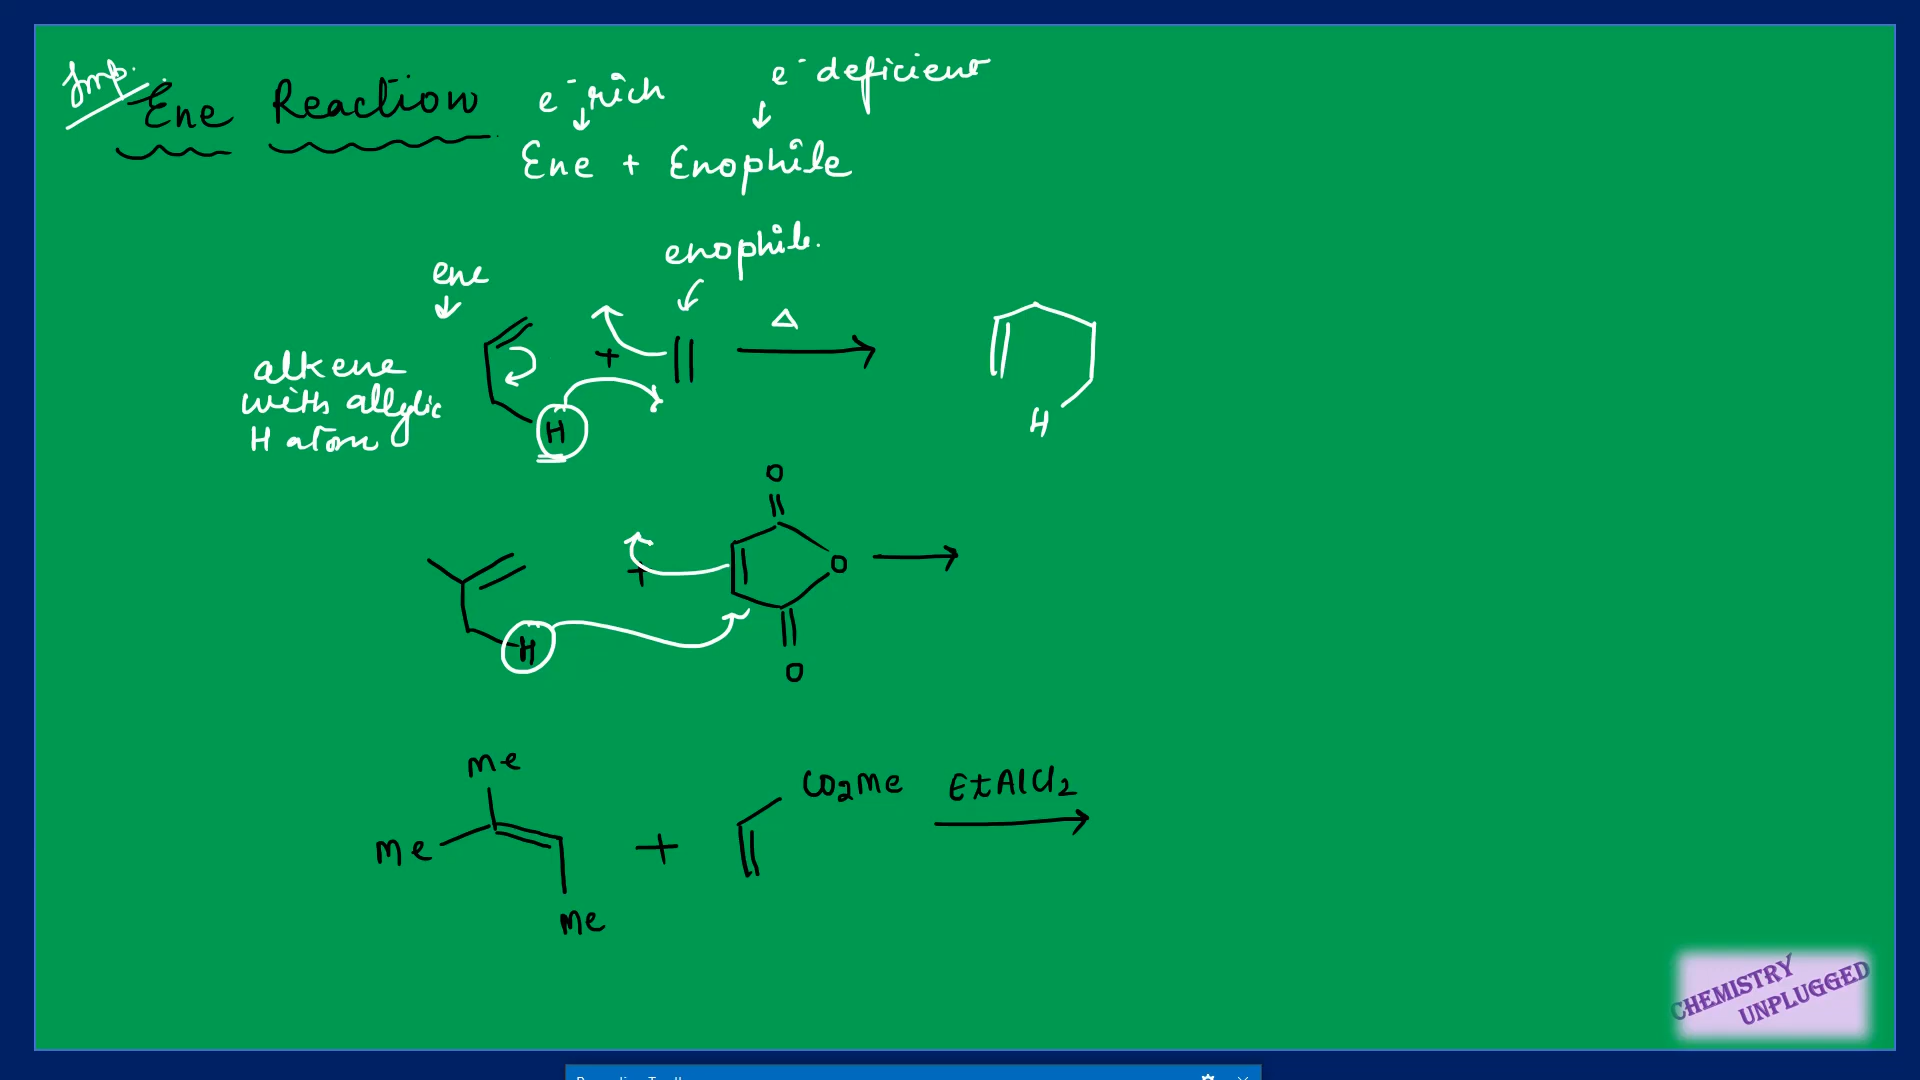 Imp.
Ene Reaction
e⁻ rich
e⁻ deficient
Ene + Enophile
ene
enophile.
alkene
with allylic
H atom
H
+
Δ
H
O
O
O
H
+
Me
Me
Me
+
CO2Me
EtAlCl2
CHEMISTRY
UNPLUGGED